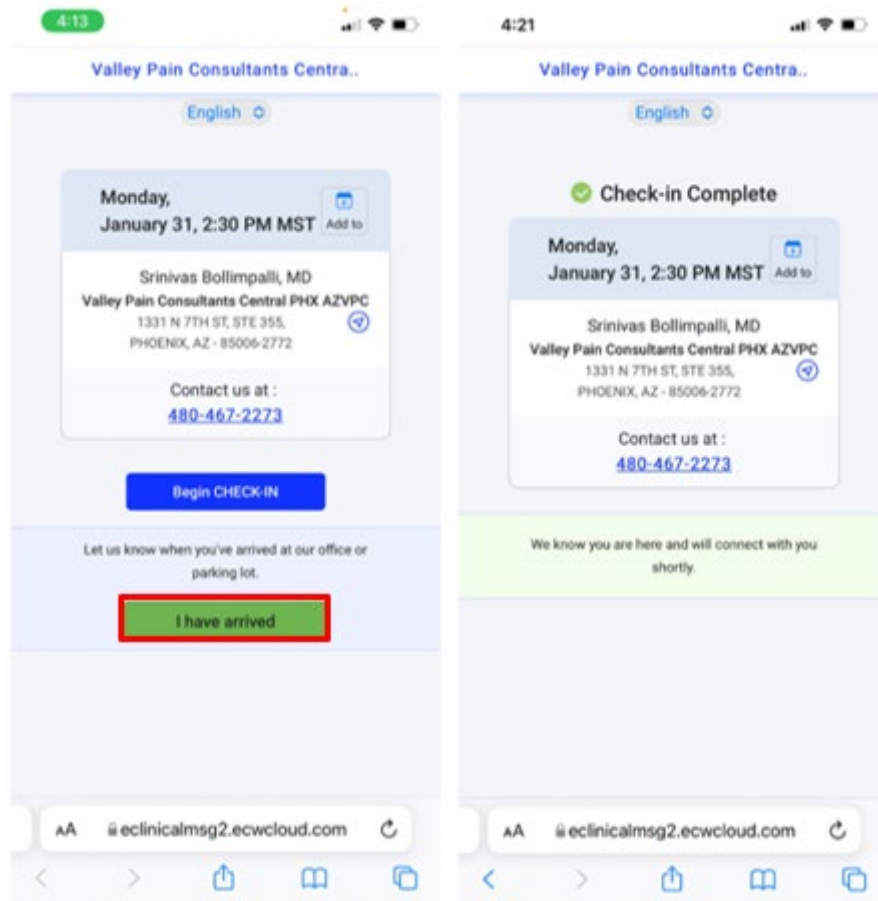 4:13
Valley Pain Consultants Centra..
English
Monday,
January 31, 2:30 PM MST
Add to
Srinivas Bollimpalli, MD
Valley Pain Consultants Central PHX AZVPC
1331 N 7TH ST, STE 355,
PHOENIX, AZ - 85006-2772
Contact us at :
480-467-2273
Begin CHECK-IN
Let us know when you've arrived at our office or
parking lot.
I have arrived
AA eclinicalmsg2.ecwcloud.com
4:21
Valley Pain Consultants Centra..
English
Check-in Complete
Monday,
January 31, 2:30 PM MST
Add to
Srinivas Bollimpalli, MD
Valley Pain Consultants Central PHX AZVPC
1331 N 7TH ST, STE 355,
PHOENIX, AZ - 85006-2772
Contact us at :
480-467-2273
We know you are here and will connect with you
shortly.
AA eclinicalmsg2.ecwcloud.com